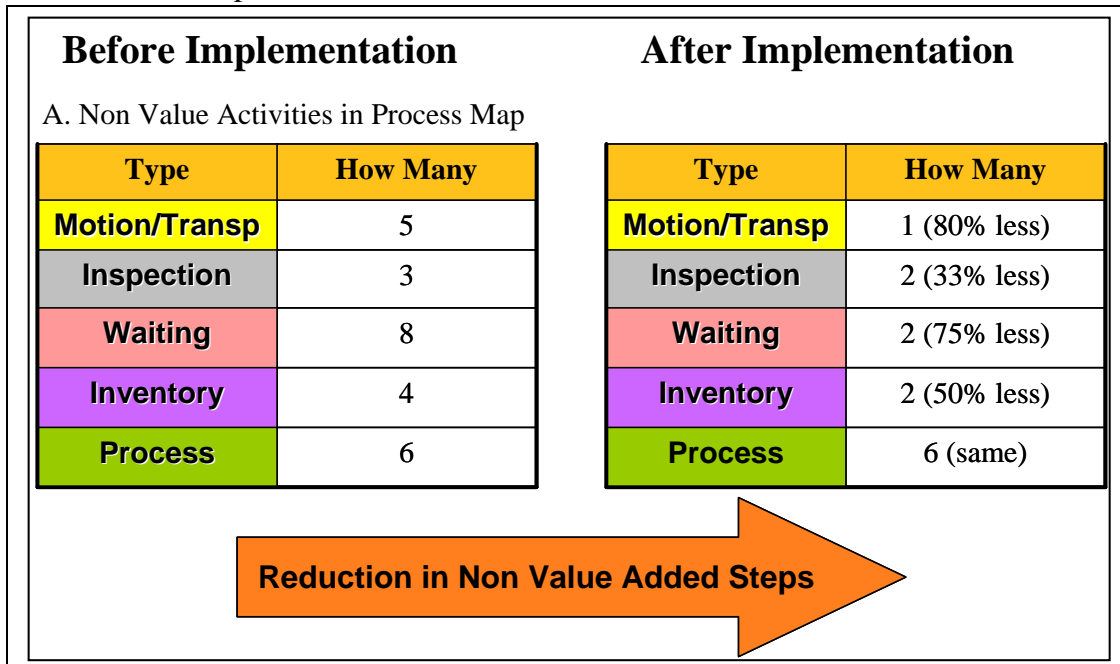 Before Implementation
After Implementation
A. Non Value Activities in Process Map
Type How Many
Motion/Transp 5
Inspection 3
Waiting 8
Inventory 4
Process 6
Type How Many
Motion/Transp 1 (80% less)
Inspection 2 (33% less)
Waiting 2 (75% less)
Inventory 2 (50% less)
Process 6 (same)
Reduction in Non Value Added Steps